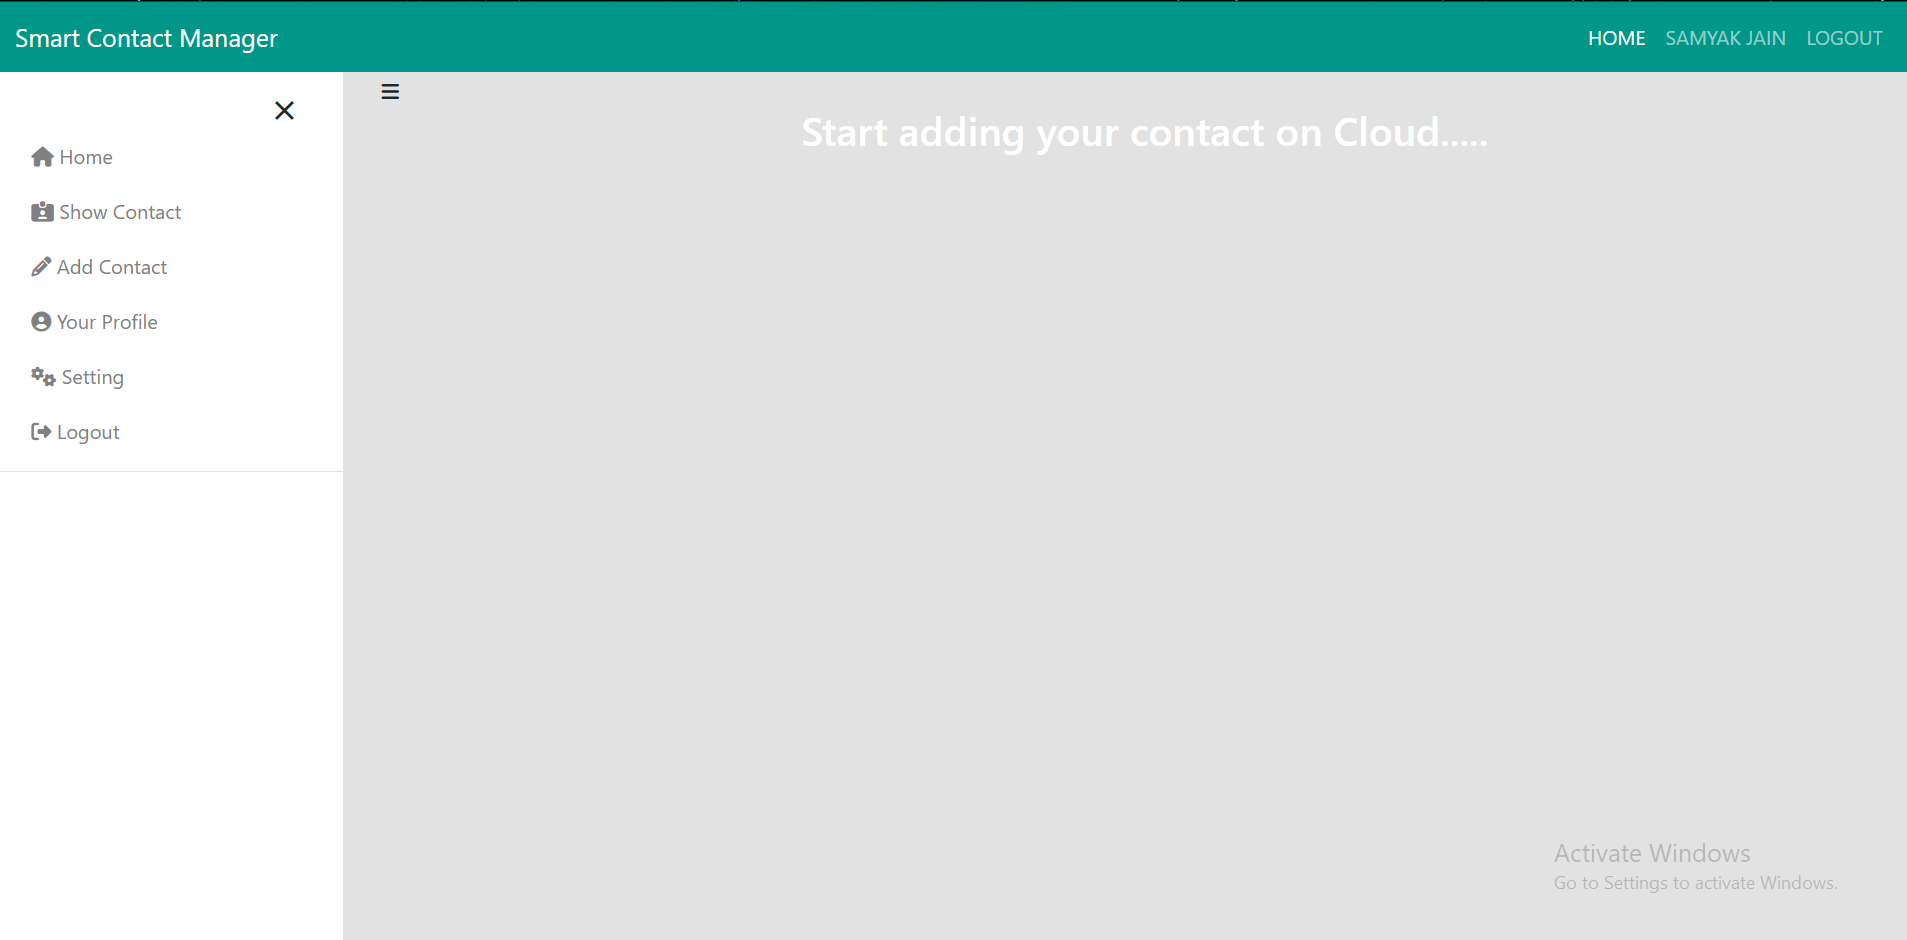 Smart Contact Manager
HOME SAMYAK JAIN LOGOUT
Home
Show Contact
Add Contact
Your Profile
Setting
Logout
Start adding your contact on Cloud.....
Activate Windows
Go to Settings to activate Windows.